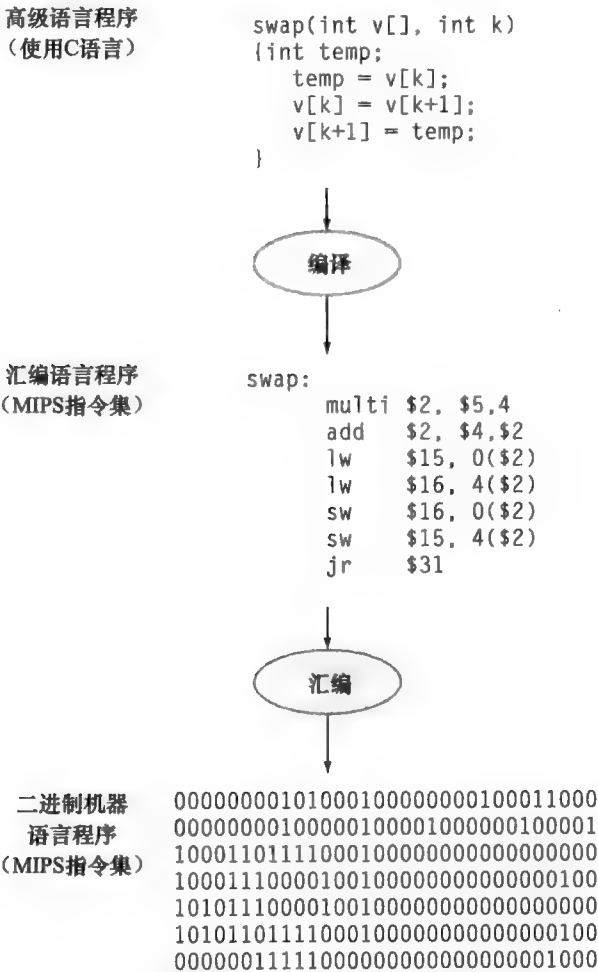 高级语言程序
（使用C语言）
swap(int v[], int k)
{int temp;
temp = v[k];
v[k] = v[k+1];
v[k+1] = temp;
}
编译
汇编语言程序
（MIPS指令集）
swap:
multi $2, $5,4
add $2, $4,$2
lw $15, 0($2)
lw $16, 4($2)
sw $16, 0($2)
sw $15, 4($2)
jr $31
汇编
二进制机器
语言程序
（MIPS指令集）
00000000101000100000000100011000
00000000100000100001000000100001
10001101111000100000000000000000
10001110000100100000000000000100
10101110000100100000000000000000
10101101111000100000000000000100
00000011111000000000000000001000